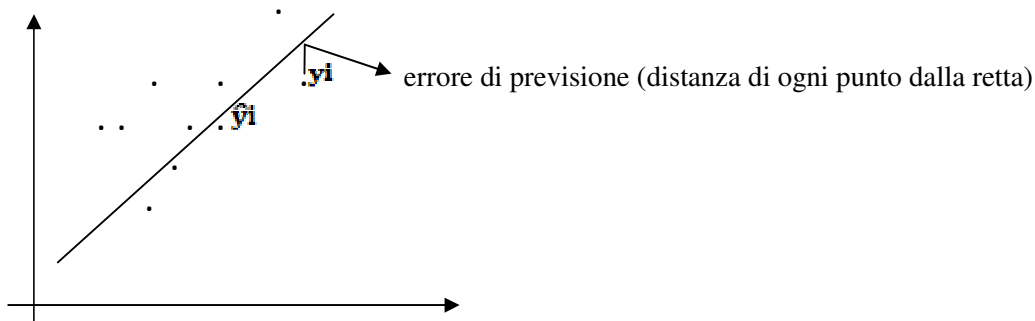 yi
errore di previsione (distanza di ogni punto dalla retta)
ŷi